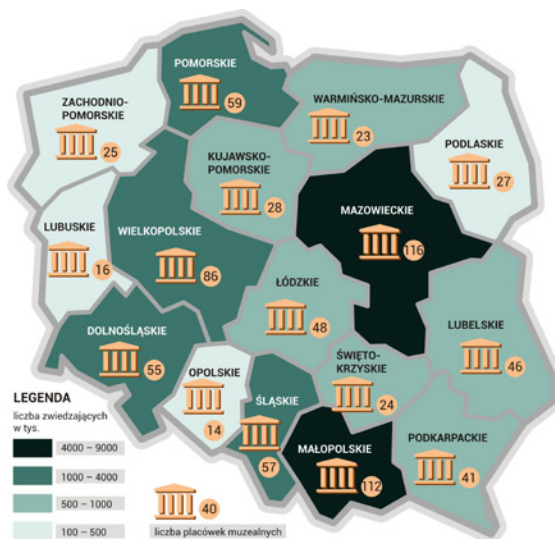 POMORSKIE
59
ZACHODNIO-
POMORSKIE
25
WARMIŃSKO-MAZURSKIE
23
PODLASKIE
27
KUJAWSKO-
POMORSKIE
28
MAZOWIECKIE
116
LUBUSKIE
16
WIELKOPOLSKIE
86
ŁÓDZKIE
48
DOLNOŚLĄSKIE
55
LUBELSKIE
46
OPOLSKIE
14
ŚLĄSKIE
57
ŚWIĘTO-
KRZYSKIE
24
MAŁOPOLSKIE
112
PODKARPACKIE
41
LEGENDA
liczba zwiedzających
w tys.
4000 – 9000
1000 – 4000
500 – 1000
100 – 500
40
liczba placówek muzealnych